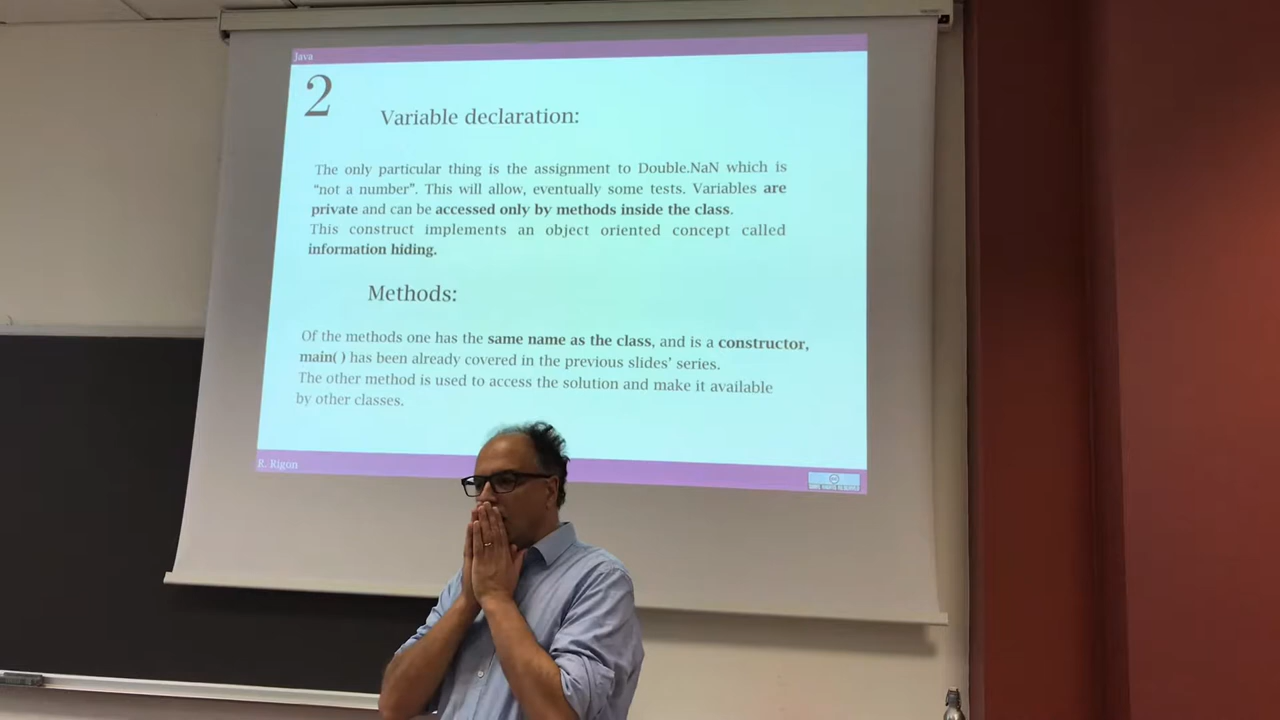 Java
2
Variable declaration:
The only particular thing is the assignment to Double.NaN which is
“not a number”. This will allow, eventually some tests. Variables are
private and can be accessed only by methods inside the class.
This construct implements an object oriented concept called
information hiding.
Methods:
Of the methods one has the same name as the class, and is a constructor,
main( ) has been already covered in the previous slides’ series.
The other method is used to access the solution and make it available
by other classes.
R. Rigon